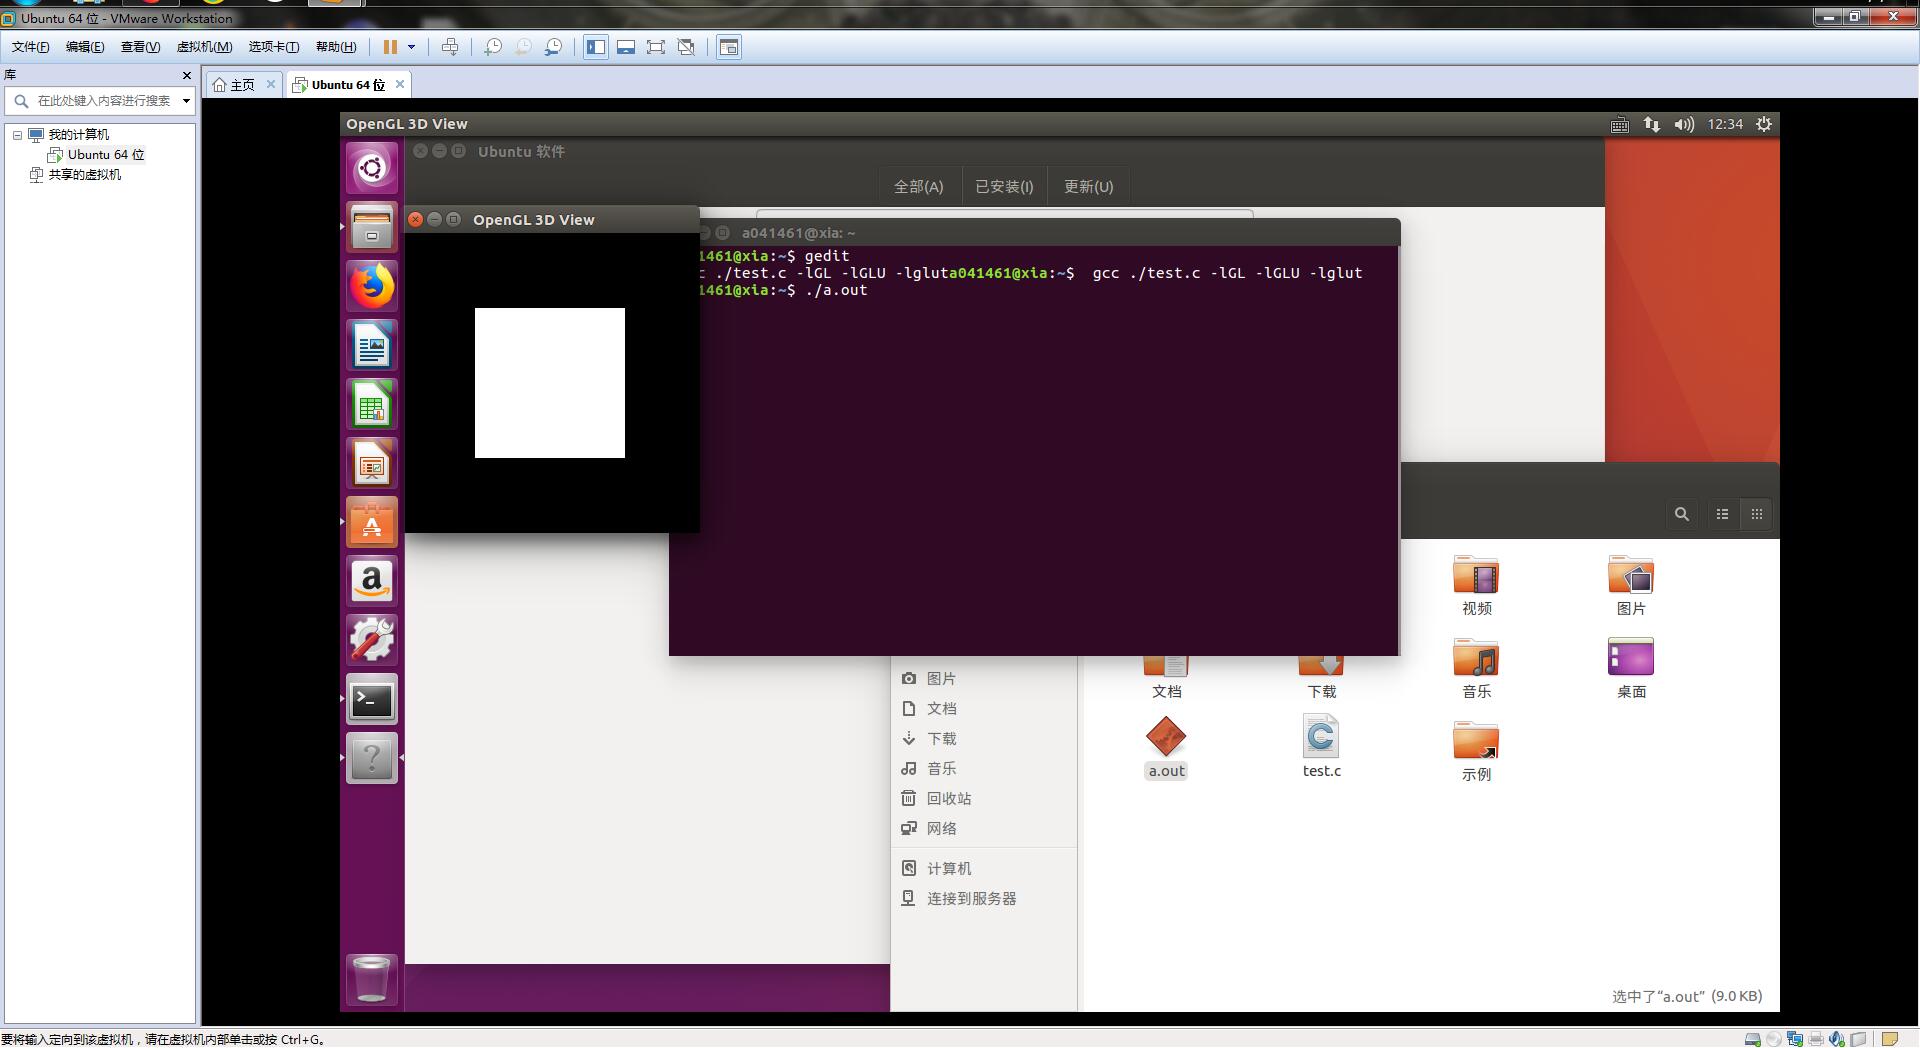 Ubuntu 64 位 - VMware Workstation
文件(F) 编辑(E) 查看(V) 虚拟机(M) 选项卡(T) 帮助(H)
库
主页
Ubuntu 64 位
在此处键入内容进行搜索
我的计算机
Ubuntu 64 位
共享的虚拟机
OpenGL 3D View
12:34
Ubuntu 软件
全部(A) 已安装(I) 更新(U)
OpenGL 3D View
a041461@xia: ~
1461@xia:~$ gedit
c ./test.c -lGL -lGLU -lgluta041461@xia:~$  gcc ./test.c -lGL -lGLU -lglut
1461@xia:~$ ./a.out
视频
图片
文档
下载
音乐
桌面
a.out
test.c
示例
图片
文档
下载
音乐
回收站
网络
计算机
连接到服务器
选中了“a.out” (9.0 KB)
要将输入定向到该虚拟机，请在虚拟机内部单击或按 Ctrl+G。